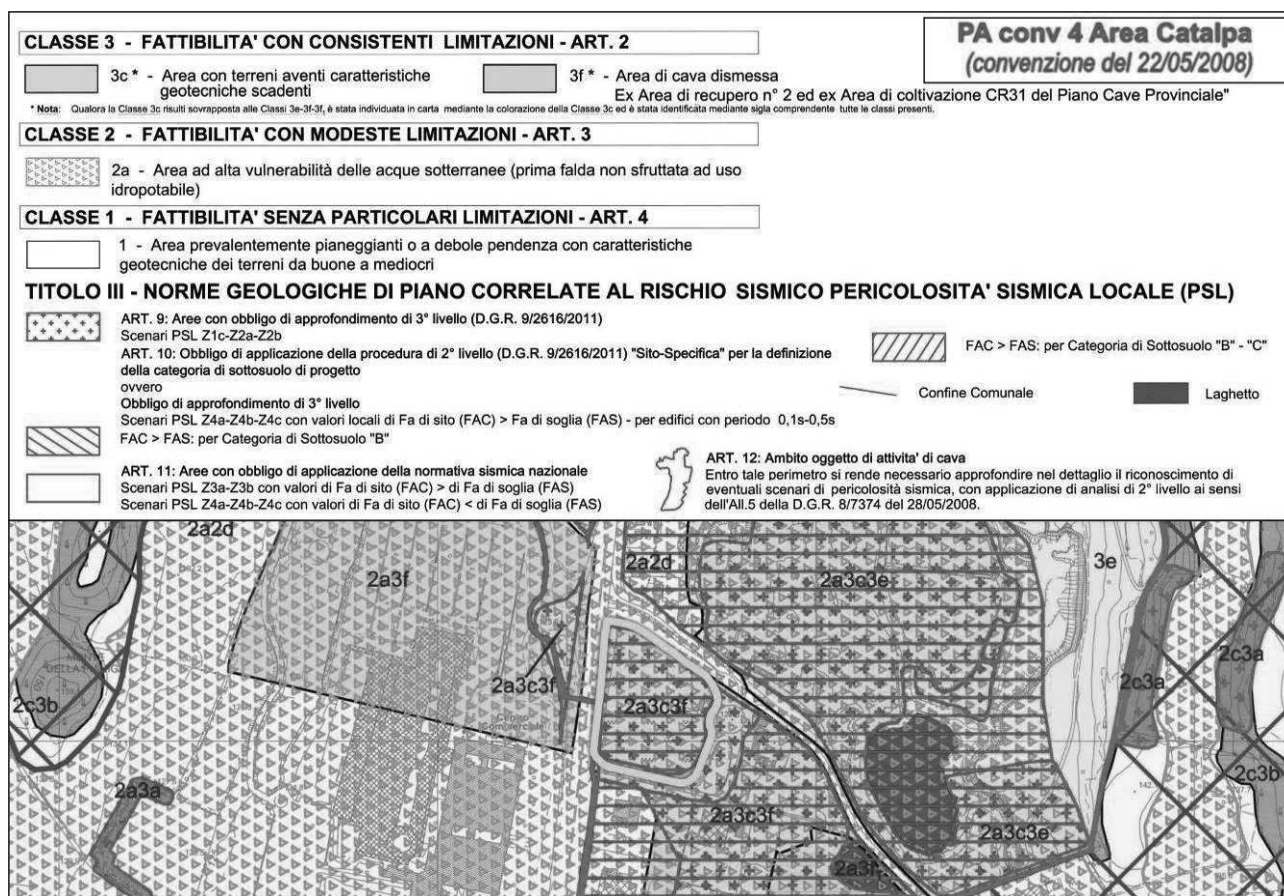 PA conv 4 Area Catalpa
(convenzione del 22/05/2008)
CLASSE 3 - FATTIBILITA' CON CONSISTENTI LIMITAZIONI - ART. 2
3c * - Area con terreni aventi caratteristiche
geotecniche scadenti
3f * - Area di cava dismessa
Ex Area di recupero n° 2 ed ex Area di coltivazione CR31 del Piano Cave Provinciale"
* Nota: Qualora la Classe 3c risulti sovrapposta alle Classi 3e-3f-3f, è stata individuata in carta mediante la colorazione della Classe 3c ed è stata identificata mediante sigla comprendente tutte le classi presenti.
CLASSE 2 - FATTIBILITA' CON MODESTE LIMITAZIONI - ART. 3
2a - Area ad alta vulnerabilità delle acque sotterranee (prima falda non sfruttata ad uso
idropotabile)
CLASSE 1 - FATTIBILITA' SENZA PARTICOLARI LIMITAZIONI - ART. 4
1 - Area prevalentemente pianeggianti o a debole pendenza con caratteristiche
geotecniche dei terreni da buone a mediocri
TITOLO III - NORME GEOLOGICHE DI PIANO CORRELATE AL RISCHIO SISMICO PERICOLOSITA' SISMICA LOCALE (PSL)
ART. 9: Aree con obbligo di approfondimento di 3° livello (D.G.R. 9/2616/2011)
Scenari PSL Z1c-Z2a-Z2b
ART. 10: Obbligo di applicazione della procedura di 2° livello (D.G.R. 9/2616/2011) "Sito-Specifica" per la definizione
della categoria di sottosuolo di progetto
ovvero
Obbligo di approfondimento di 3° livello
Scenari PSL Z4a-Z4b-Z4c con valori locali di Fa di sito (FAC) > Fa di soglia (FAS) - per edifici con periodo 0,1s-0,5s
FAC > FAS: per Categoria di Sottosuolo "B"
FAC > FAS: per Categoria di Sottosuolo "B" - "C"
Confine Comunale
Laghetto
ART. 11: Aree con obbligo di applicazione della normativa sismica nazionale
Scenari PSL Z3a-Z3b con valori di Fa di sito (FAC) > di Fa di soglia (FAS)
Scenari PSL Z4a-Z4b-Z4c con valori di Fa di sito (FAC) < di Fa di soglia (FAS)
ART. 12: Ambito oggetto di attivita' di cava
Entro tale perimetro si rende necessario approfondire nel dettaglio il riconoscimento di
eventuali scenari di pericolosità sismica, con applicazione di analisi di 2° livello ai sensi
dell'All.5 della D.G.R. 8/7374 del 28/05/2008.
2a2d
2a3f
2a2d
2a3c3e
3e
2c3a
2c3a
2c3b
2a3c3f
2a3c3f
Centro
Commerciale
2a3a
2c3b
2a3c3f
2a3c3e
2a3f